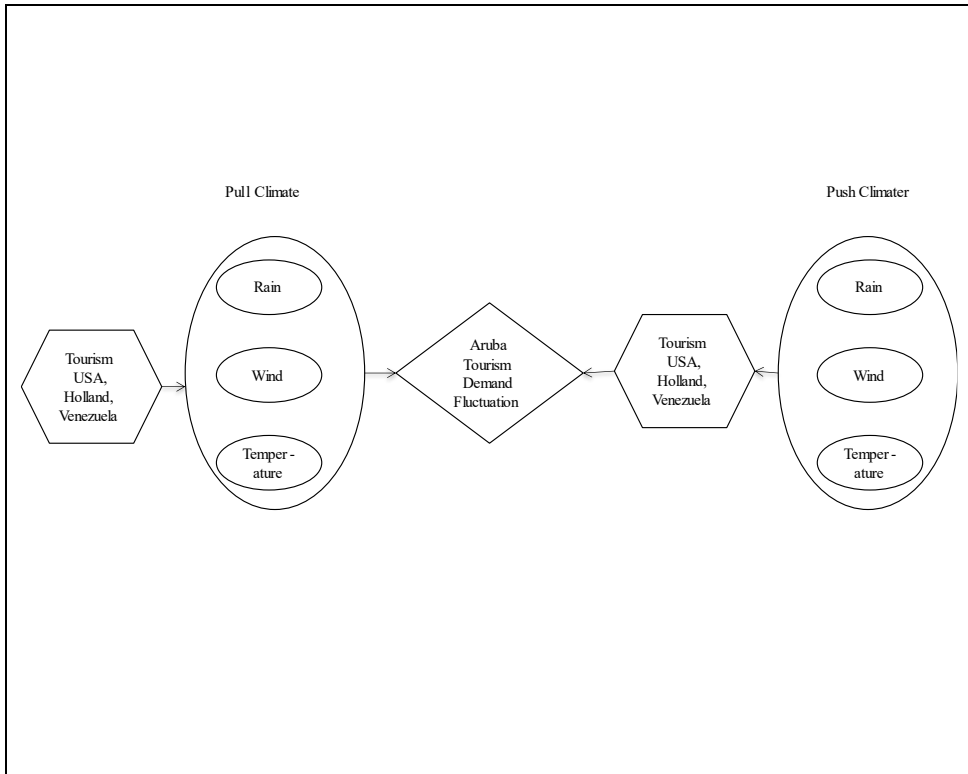 Pull Climate
Push Climater
Tourism
USA,
Holland,
Venezuela
Rain
Wind
Temper-
ature
Aruba
Tourism
Demand
Fluctuation
Tourism
USA,
Holland,
Venezuela
Rain
Wind
Temper-
ature